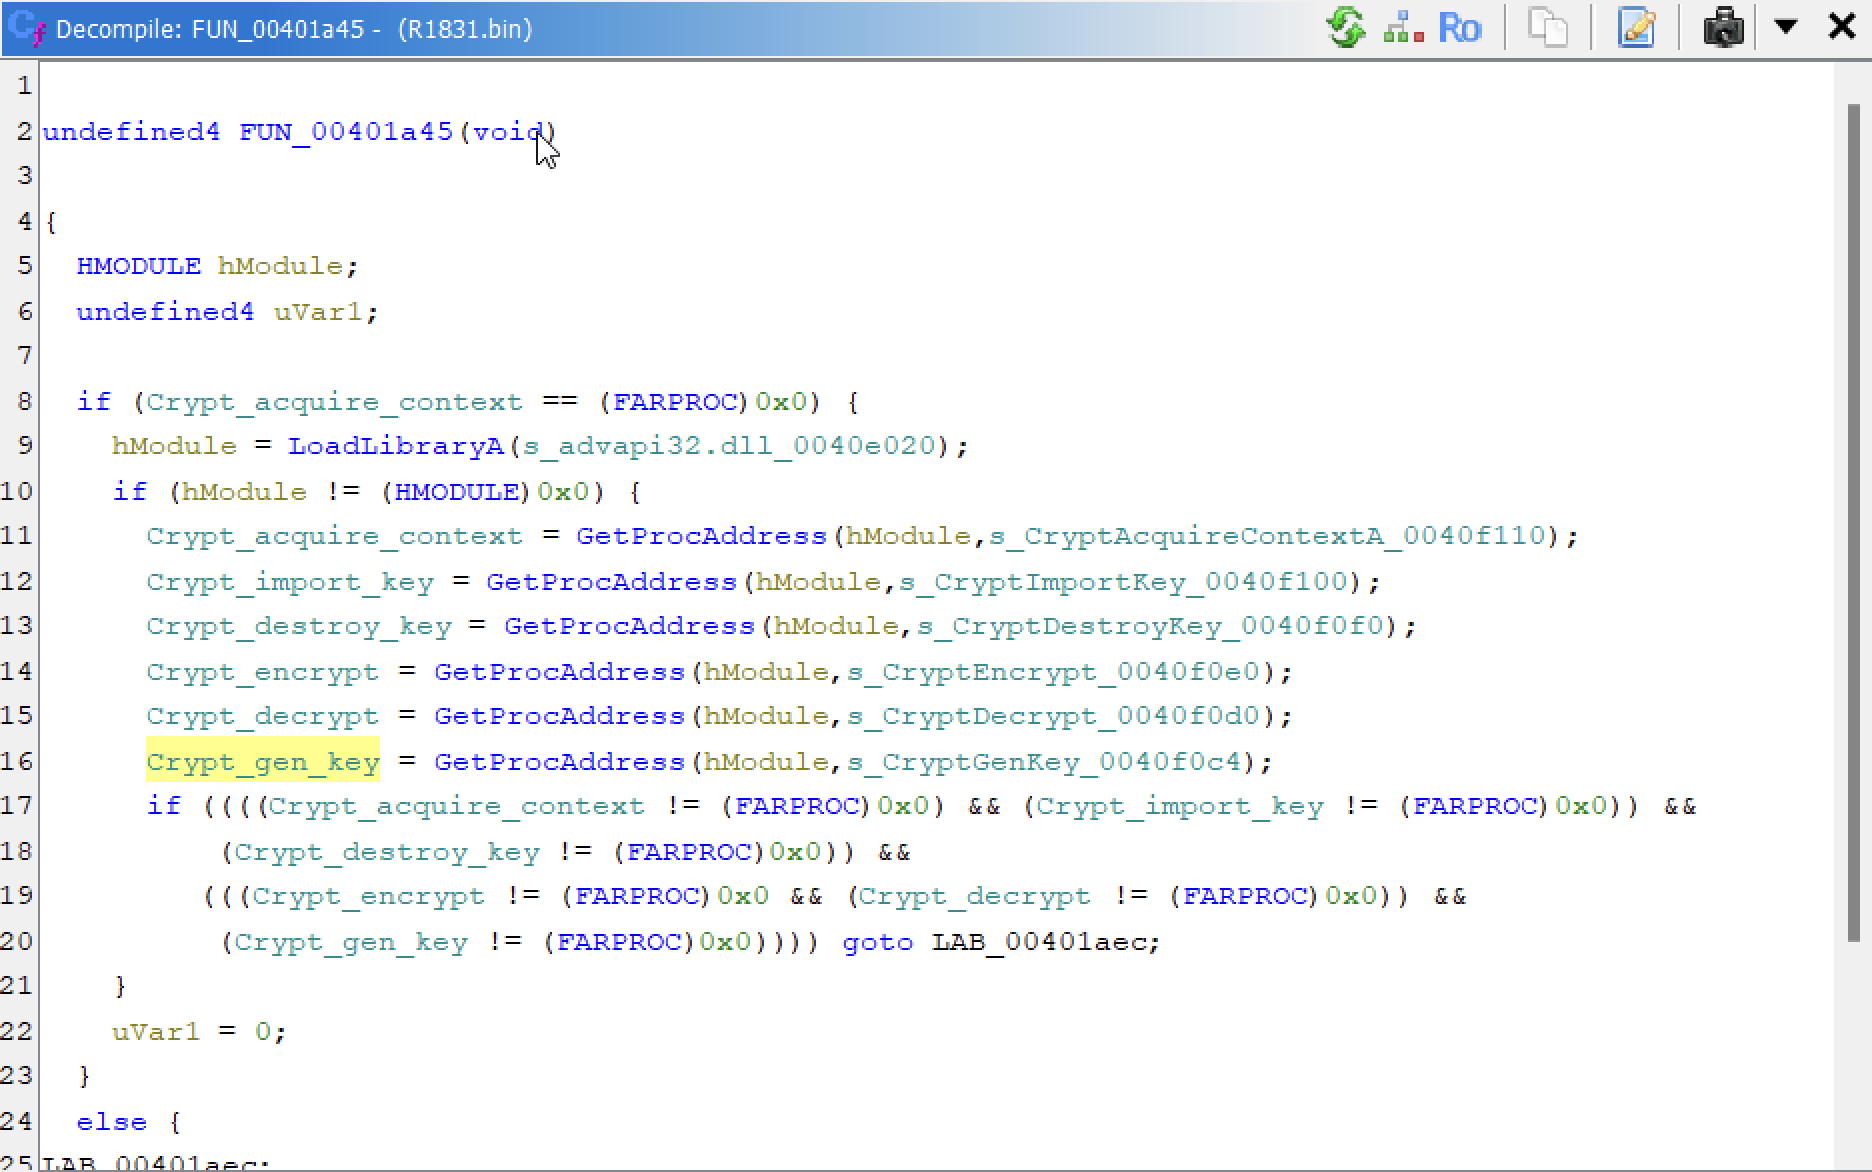 Decompile: FUN_00401a45 - (R1831.bin)
Ro
1
2 undefined4 FUN_00401a45(void)
3
4 {
5 HMODULE hModule;
6 undefined4 uVar1;
7
8 if (Crypt_acquire_context == (FARPROC)0x0) {
9 hModule = LoadLibraryA(s_advapi32.dll_0040e020);
10 if (hModule != (HMODULE)0x0) {
11 Crypt_acquire_context = GetProcAddress(hModule,s_CryptAcquireContextA_0040f110);
12 Crypt_import_key = GetProcAddress(hModule,s_CryptImportKey_0040f100);
13 Crypt_destroy_key = GetProcAddress(hModule,s_CryptDestroyKey_0040f0f0);
14 Crypt_encrypt = GetProcAddress(hModule,s_CryptEncrypt_0040f0e0);
15 Crypt_decrypt = GetProcAddress(hModule,s_CryptDecrypt_0040f0d0);
16 Crypt_gen_key = GetProcAddress(hModule,s_CryptGenKey_0040f0c4);
17 if ((((Crypt_acquire_context != (FARPROC)0x0) && (Crypt_import_key != (FARPROC)0x0)) &&
18 (Crypt_destroy_key != (FARPROC)0x0)) &&
19 (((Crypt_encrypt != (FARPROC)0x0 && (Crypt_decrypt != (FARPROC)0x0)) &&
20 (Crypt_gen_key != (FARPROC)0x0)))) goto LAB_00401aec;
21 }
22 uVar1 = 0;
23 }
24 else {
25 LAB_00401aec: